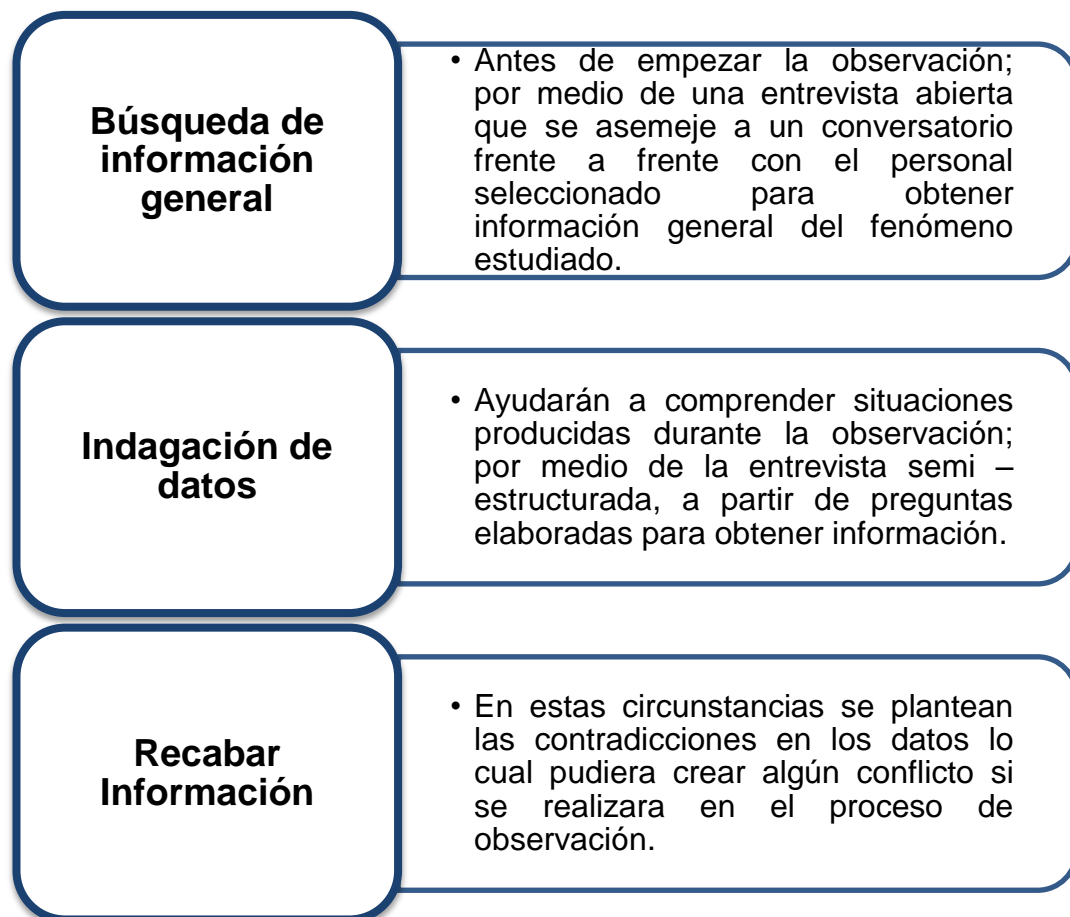 Búsqueda de
información
general
• Antes de empezar la observación;
por medio de una entrevista abierta
que se asemeje a un conversatorio
frente a frente con el personal
seleccionado para obtener
información general del fenómeno
estudiado.
Indagación de
datos
• Ayudarán a comprender situaciones
producidas durante la observación;
por medio de la entrevista semi –
estructurada, a partir de preguntas
elaboradas para obtener información.
Recabar
Información
• En estas circunstancias se plantean
las contradicciones en los datos lo
cual pudiera crear algún conflicto si
se realizara en el proceso de
observación.